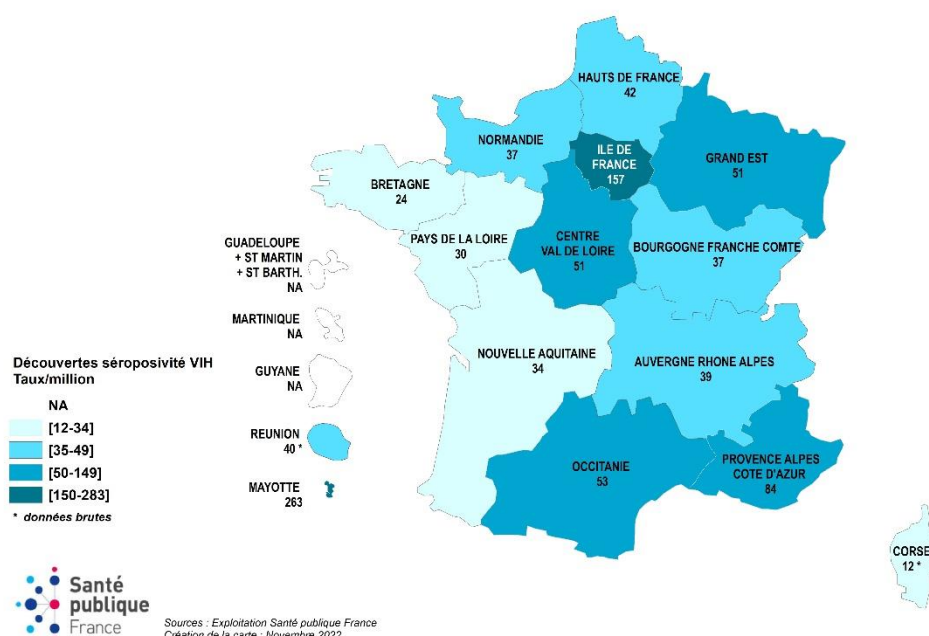 HAUTS DE FRANCE
42
NORMANDIE
37
ILE DE
FRANCE
157
GRAND EST
51
BRETAGNE
24
PAYS DE LA LOIRE
30
CENTRE
VAL DE LOIRE
51
BOURGOGNE FRANCHE COMTE
37
GUADELOUPE
+ ST MARTIN
+ ST BARTH.
NA
MARTINIQUE
NA
GUYANE
NA
REUNION
40 *
MAYOTTE
263
NOUVELLE AQUITAINE
34
AUVERGNE RHONE ALPES
39
OCCITANIE
53
PROVENCE ALPES
COTE D'AZUR
84
CORSE
12 *
Découvertes séroposivité VIH
Taux/million
NA
[12-34]
[35-49]
[50-149]
[150-283]
* données brutes
Santé
publique
France
Sources : Exploitation Santé publique France
Création de la carte : Novembre 2022